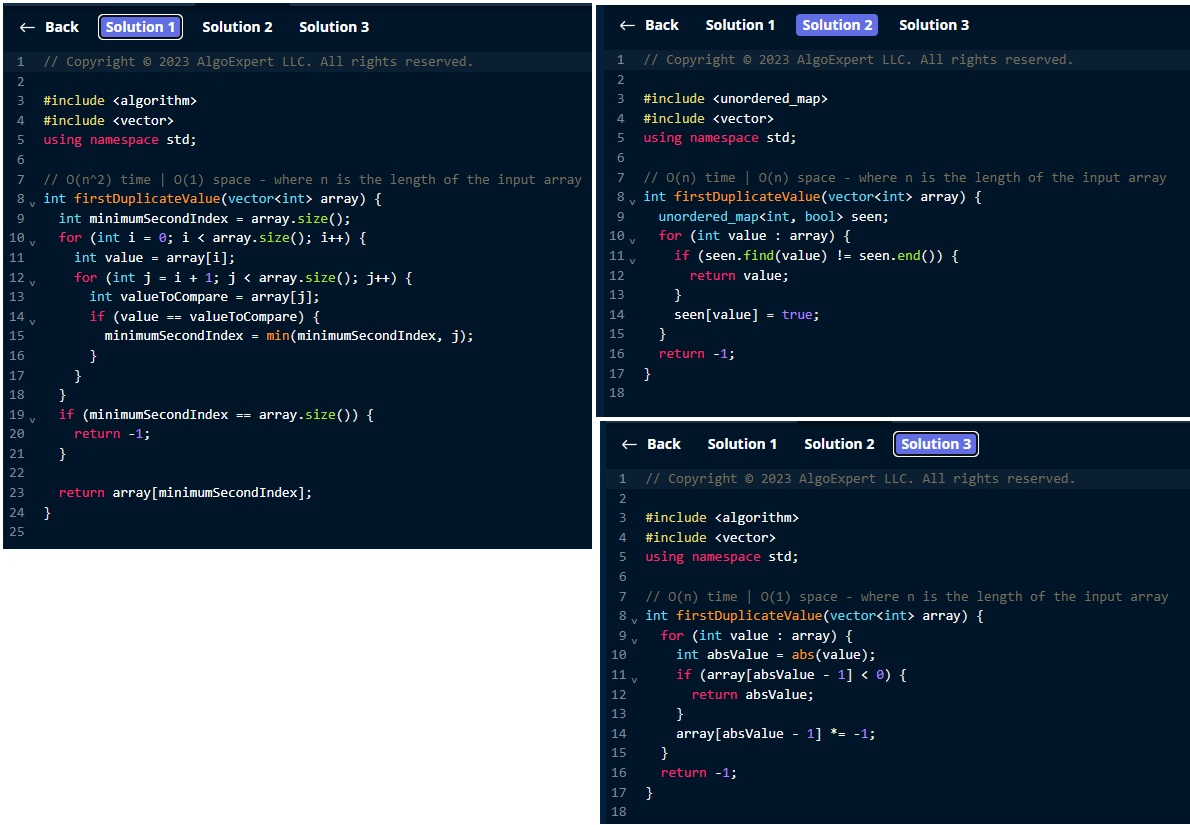 ← Back Solution 1 Solution 2 Solution 3
1 // Copyright © 2023 AlgoExpert LLC. All rights reserved.
2
3 #include <algorithm>
4 #include <vector>
5 using namespace std;
6
7 // O(n^2) time | O(1) space - where n is the length of the input array
8 int firstDuplicateValue(vector<int> array) {
9   int minimumSecondIndex = array.size();
10   for (int i = 0; i < array.size(); i++) {
11     int value = array[i];
12     for (int j = i + 1; j < array.size(); j++) {
13       int valueToCompare = array[j];
14       if (value == valueToCompare) {
15         minimumSecondIndex = min(minimumSecondIndex, j);
16       }
17     }
18   }
19   if (minimumSecondIndex == array.size()) {
20     return -1;
21   }
22
23   return array[minimumSecondIndex];
24 }
25
← Back Solution 1 Solution 2 Solution 3
1 // Copyright © 2023 AlgoExpert LLC. All rights reserved.
2
3 #include <unordered_map>
4 #include <vector>
5 using namespace std;
6
7 // O(n) time | O(n) space - where n is the length of the input array
8 int firstDuplicateValue(vector<int> array) {
9   unordered_map<int, bool> seen;
10   for (int value : array) {
11     if (seen.find(value) != seen.end()) {
12       return value;
13     }
14     seen[value] = true;
15   }
16   return -1;
17 }
18
← Back Solution 1 Solution 2 Solution 3
1 // Copyright © 2023 AlgoExpert LLC. All rights reserved.
2
3 #include <algorithm>
4 #include <vector>
5 using namespace std;
6
7 // O(n) time | O(1) space - where n is the length of the input array
8 int firstDuplicateValue(vector<int> array) {
9   for (int value : array) {
10     int absValue = abs(value);
11     if (array[absValue - 1] < 0) {
12       return absValue;
13     }
14     array[absValue - 1] *= -1;
15   }
16   return -1;
17 }
18